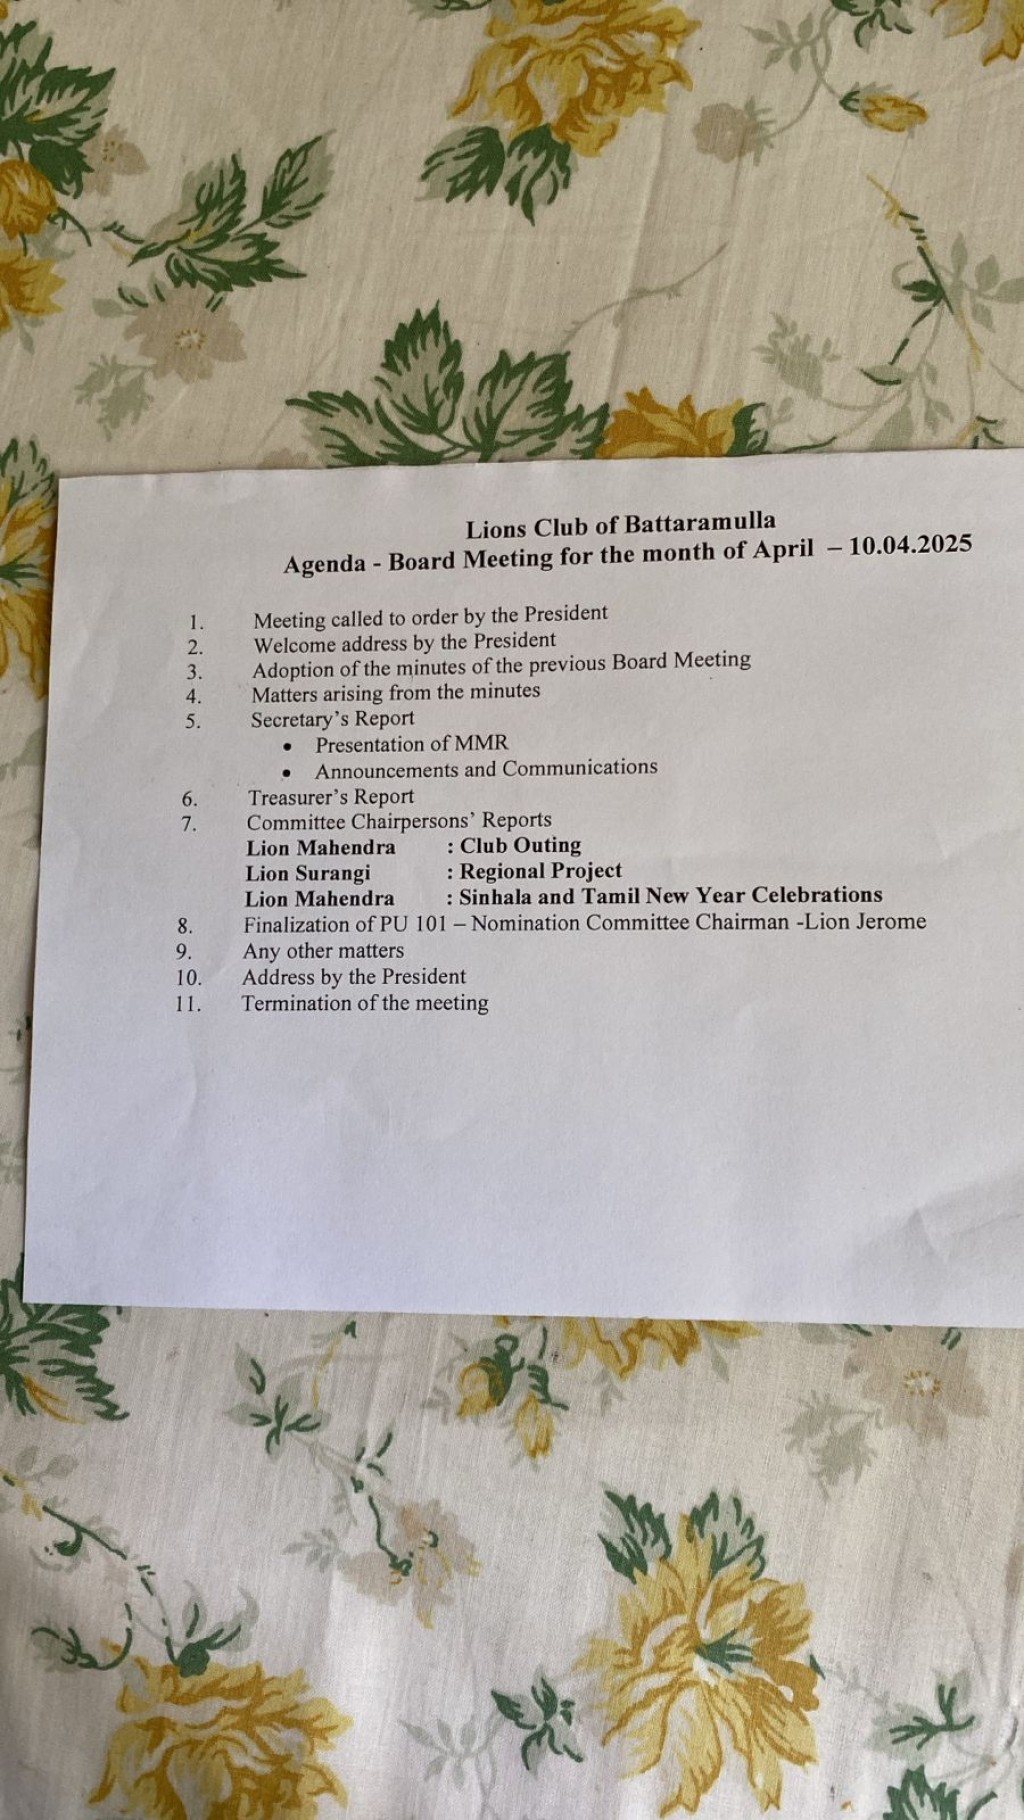 Lions Club of Battaramulla
Agenda - Board Meeting for the month of April – 10.04.2025
1. Meeting called to order by the President
2. Welcome address by the President
3. Adoption of the minutes of the previous Board Meeting
4. Matters arising from the minutes
5. Secretary's Report
• Presentation of MMR
• Announcements and Communications
6. Treasurer's Report
7. Committee Chairpersons' Reports
Lion Mahendra : Club Outing
Lion Surangi : Regional Project
Lion Mahendra : Sinhala and Tamil New Year Celebrations
8. Finalization of PU 101 – Nomination Committee Chairman -Lion Jerome
9. Any other matters
10. Address by the President
11. Termination of the meeting